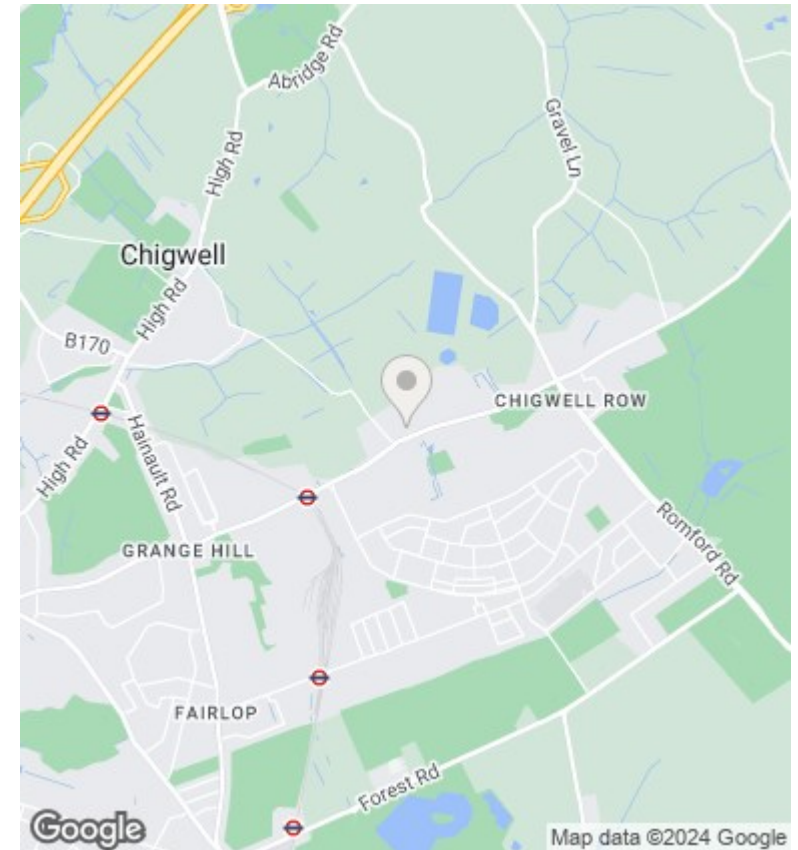 Abridge Rd
Gravel Ln
High Rd
Chigwell
High Rd
B170
CHIGWELL ROW
High Rd
Hainault Rd
Romford Rd
GRANGE HILL
FAIRLOP
Forest Rd
Google
Map data ©2024 Google